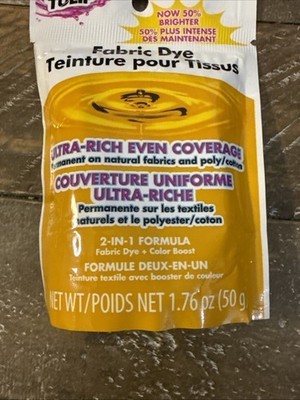 TULIP
NOW 50%
BRIGHTER
50% PLUS INTENSE
DÈS MAINTENANT
Fabric Dye
Teinture pour Tissus
ULTRA-RICH EVEN COVERAGE
Permanent on natural fabrics and poly/cotton
COUVERTURE UNIFORME
ULTRA-RICHE
Permanente sur les textiles
naturels et le polyester/coton
2-IN-1 FORMULA
Fabric Dye + Color Boost
FORMULE DEUX-EN-UN
Teinture textile avec booster de couleur
NET WT/POIDS NET 1.76 oz (50 g)